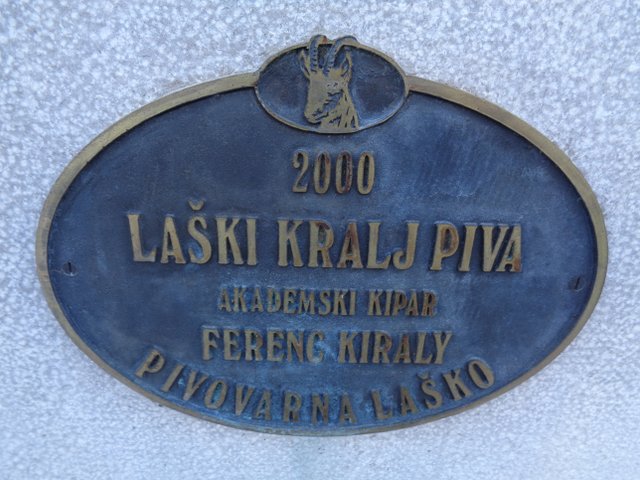 2000
LAŠKI KRALJ PIVA
AKADEMSKI KIPAR
FERENC KIRALY
PIVOVARNA LAŠKO